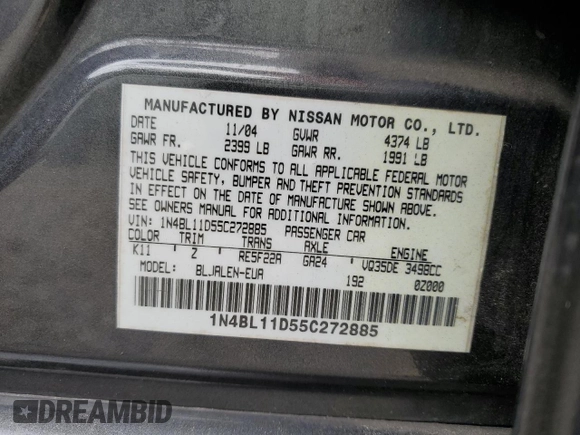 MANUFACTURED BY NISSAN MOTOR CO., LTD.
DATE 11/04 GVWR 4374 LB
GAWR FR. 2399 LB GAWR RR. 1991 LB
THIS VEHICLE CONFORMS TO ALL APPLICABLE FEDERAL MOTOR
VEHICLE SAFETY, BUMPER AND THEFT PREVENTION STANDARDS
IN EFFECT ON THE DATE OF MANUFACTURE SHOWN ABOVE.
SEE OWNERS MANUAL FOR ADDITIONAL INFORMATION.
VIN: 1N4BL11D55C272885 PASSENGER CAR
COLOR TRIM TRANS AXLE ENGINE
K11 Z RE5F22A GA24 VQ35DE 3498CC
MODEL: BLJALEN-EUA 192 0Z000
1N4BL11D55C272885
DREAMBID